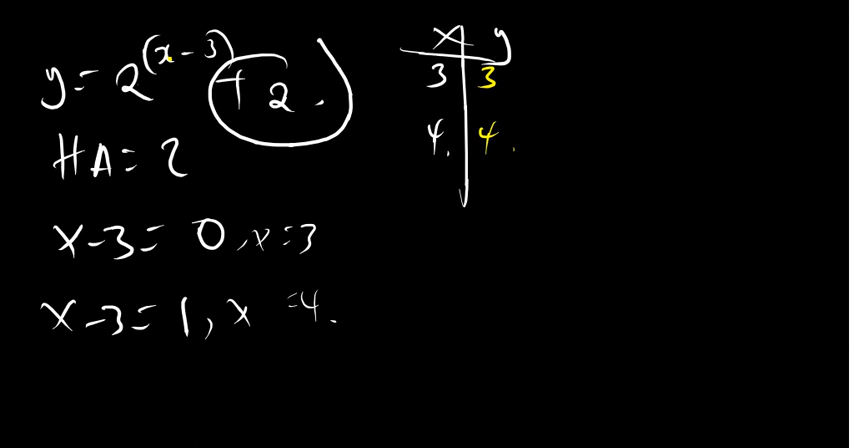 y = 2^(x - 3) + 2.
HA = 2
x - 3 = 0, x = 3
x - 3 = 1, x = 4.
x y
3 3
4. 4.